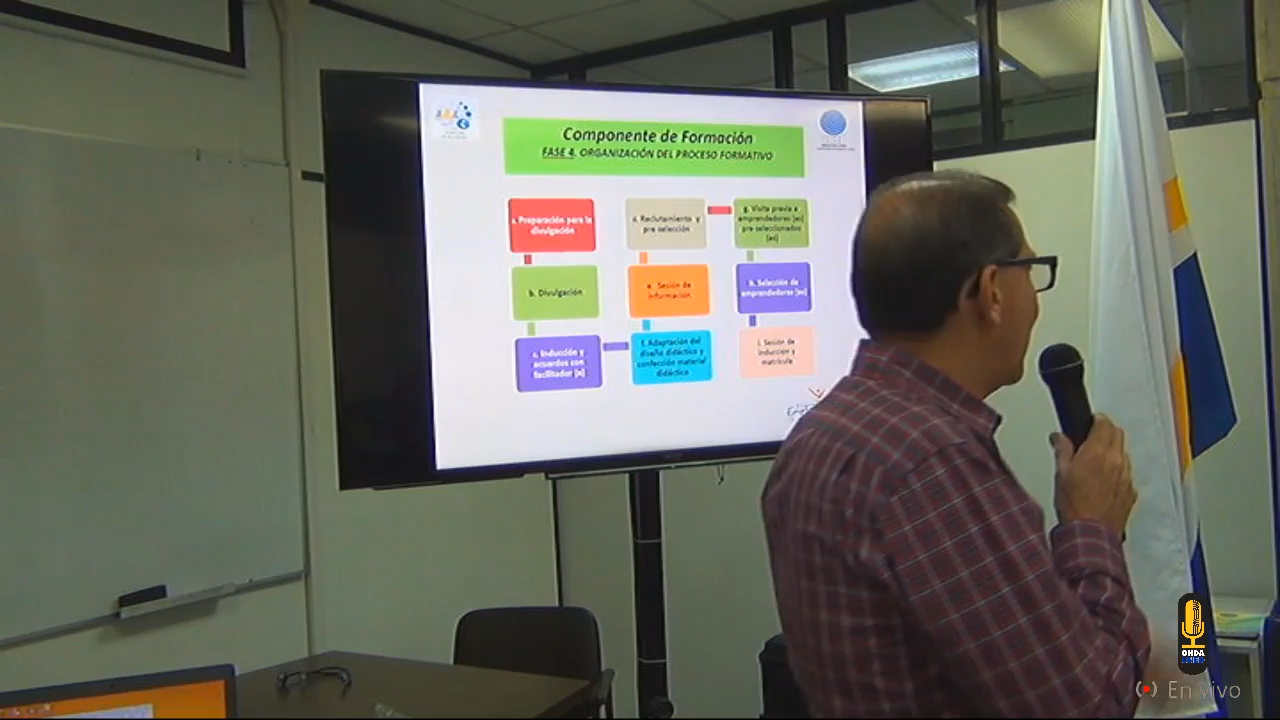 Componente de Formación
FASE 4. ORGANIZACIÓN DEL PROCESO FORMATIVO
a. Preparación para la
divulgación
b. Divulgación
c. Inducción y
acuerdos con
facilitador (a)
d. Reclutamiento y
pre selección
e. Sesión de
información
f. Adaptación del
diseño didáctico y
confección material
didáctico
g. Visita previa a
emprendedores (as)
pre seleccionados
(as)
h. Selección de
emprendedores (as)
i. Sesión de
inducción y
matrícula
ONDA
En vivo